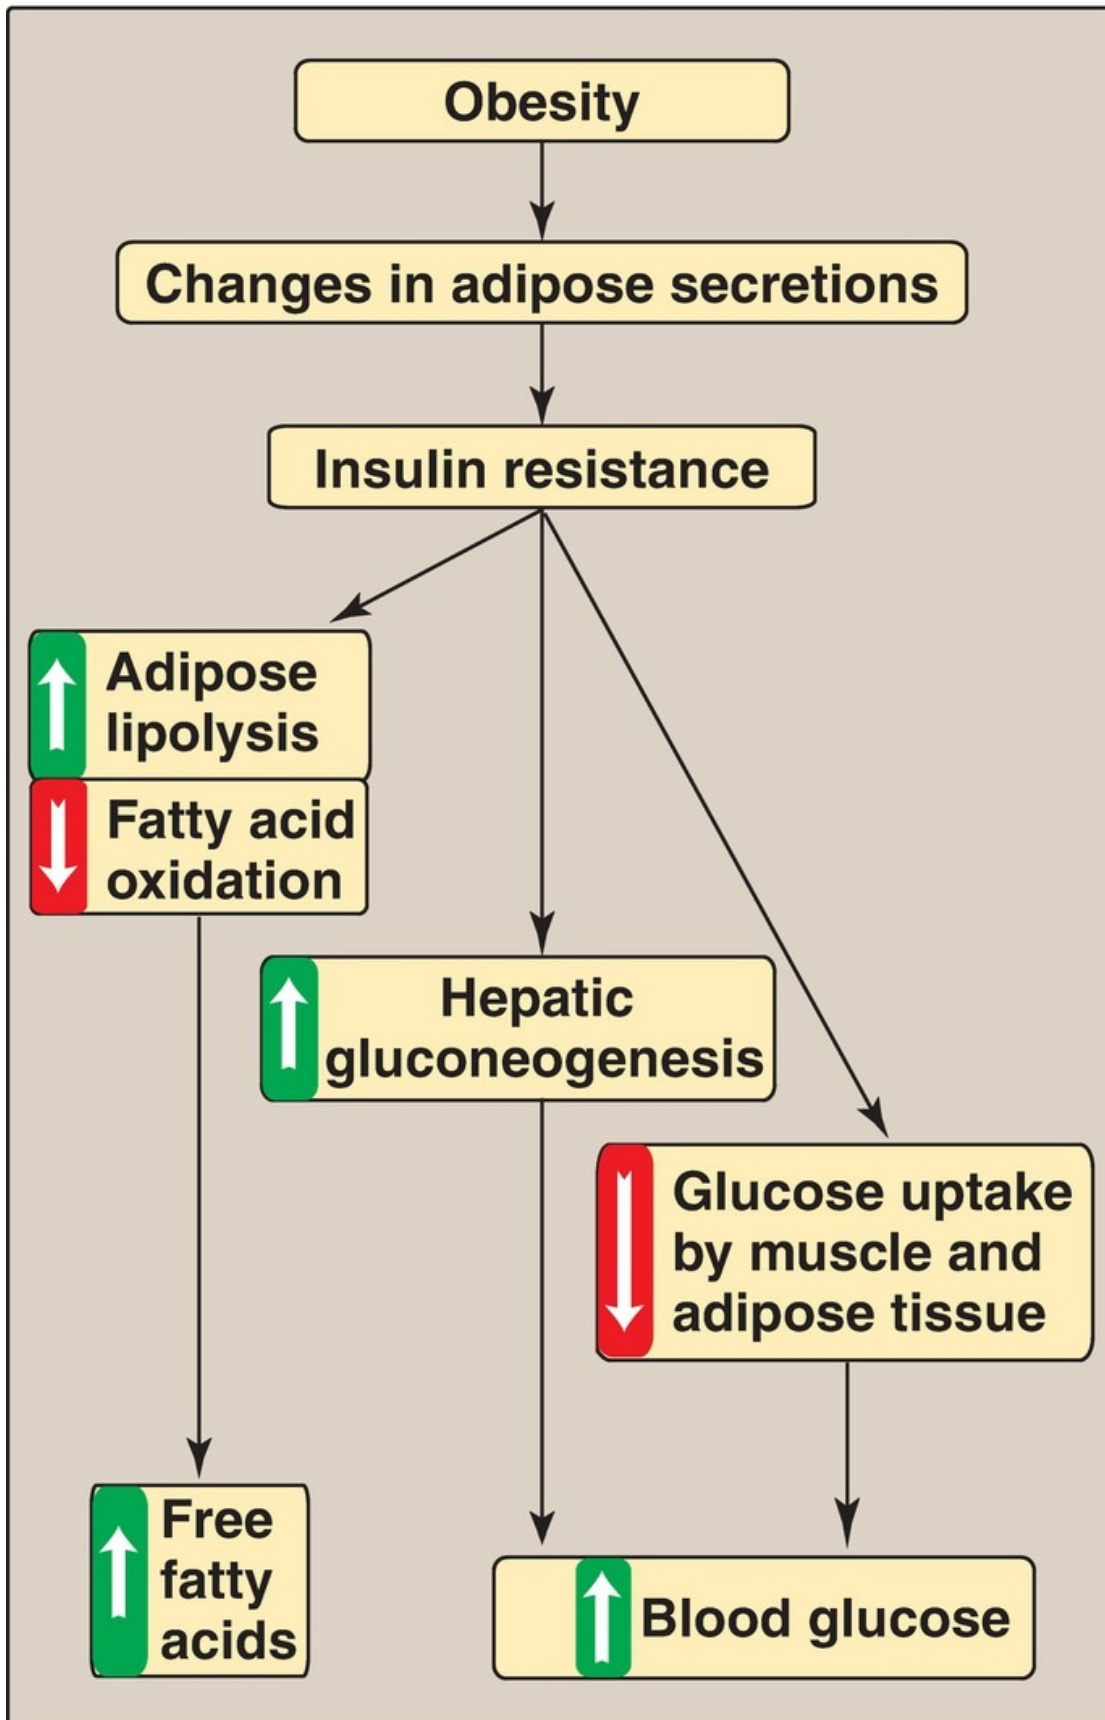 Obesity
Changes in adipose secretions
Insulin resistance
Adipose
lipolysis
Fatty acid
oxidation
Hepatic
gluconeogenesis
Glucose uptake
by muscle and
adipose tissue
Free
fatty
acids
Blood glucose